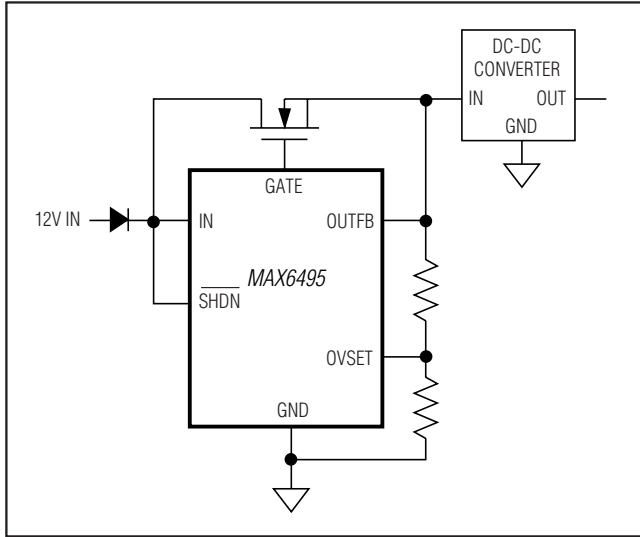 DC-DC
CONVERTER
IN OUT
GND
GATE
12V IN
IN OUTFB
MAX6495
SHDN
OVSET
GND